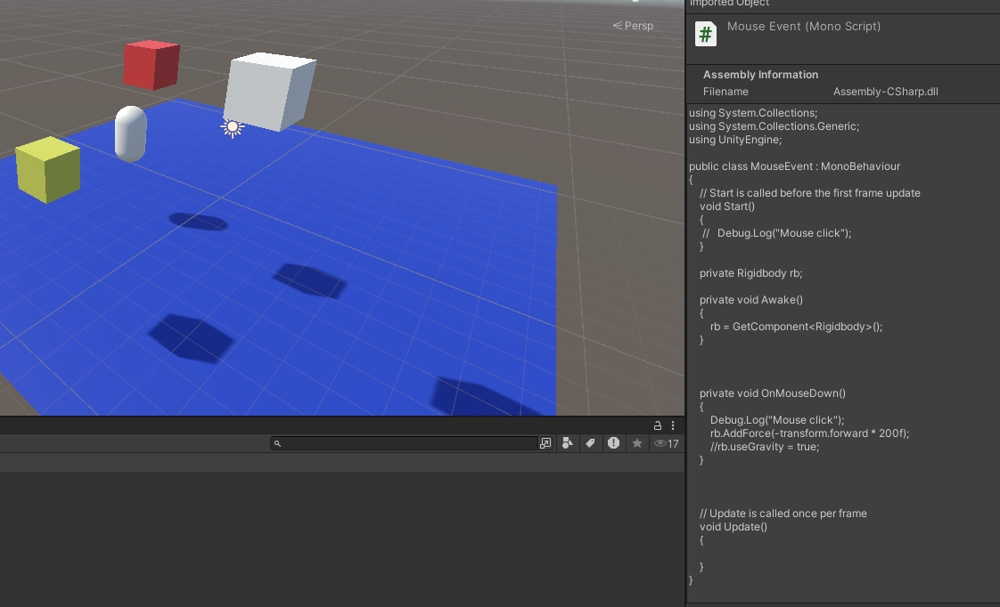 Imported Object
Persp
Mouse Event (Mono Script)
Assembly Information
Filename Assembly-CSharp.dll
using System.Collections;
using System.Collections.Generic;
using UnityEngine;
public class MouseEvent : MonoBehaviour
{
// Start is called before the first frame update
void Start()
{
//   Debug.Log("Mouse click");
}
private Rigidbody rb;
private void Awake()
{
rb = GetComponent<Rigidbody>();
}
private void OnMouseDown()
{
Debug.Log("Mouse click");
rb.AddForce(-transform.forward * 200f);
//rb.useGravity = true;
}
// Update is called once per frame
void Update()
{
}
}
17